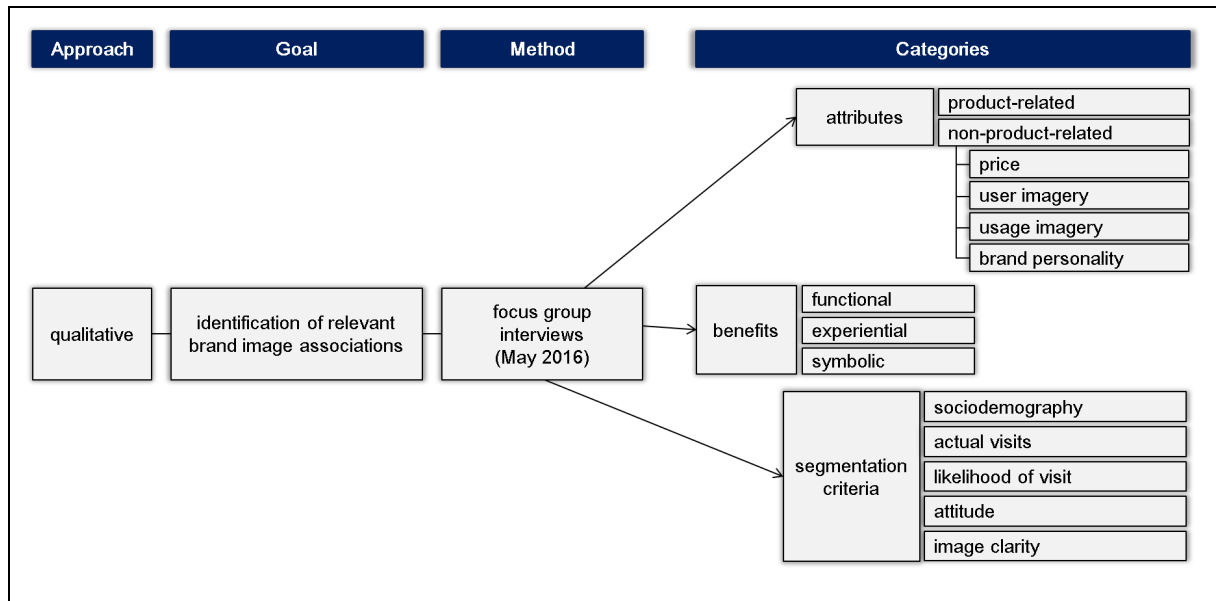 Approach
Goal
Method
Categories
attributes
product-related
non-product-related
price
user imagery
usage imagery
brand personality
qualitative
identification of relevant
brand image associations
focus group
interviews
(May 2016)
benefits
functional
experiential
symbolic
segmentation
criteria
sociodemography
actual visits
likelihood of visit
attitude
image clarity